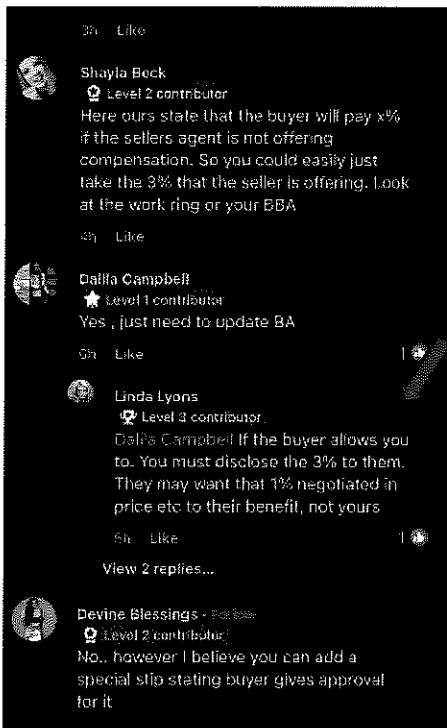 3h Like
Shayla Beck
Level 2 contributor
Here ours state that the buyer will pay x%
if the sellers agent is not offering
compensation. So you could easily just
take the 3% that the seller is offering. Look
at the work ring or your BBA
4h Like
Dalila Campbell
Level 1 contributor
Yes , just need to update BA
6h Like 1
Linda Lyons
Level 3 contributor
Dalila Campbell If the buyer allows you
to. You must disclose the 3% to them.
They may want that 1% negotiated in
price etc to their benefit, not yours
5h Like 1
View 2 replies...
Devine Blessings · Follow
Level 2 contributor
No.. however I believe you can add a
special stip stating buyer gives approval
for it